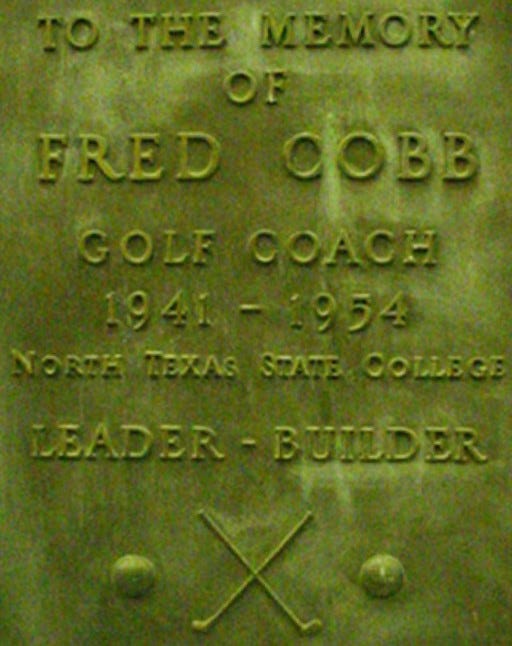 TO THE MEMORY
OF
FRED COBB
GOLF COACH
1941 - 1954
NORTH TEXAS STATE COLLEGE
LEADER - BUILDER